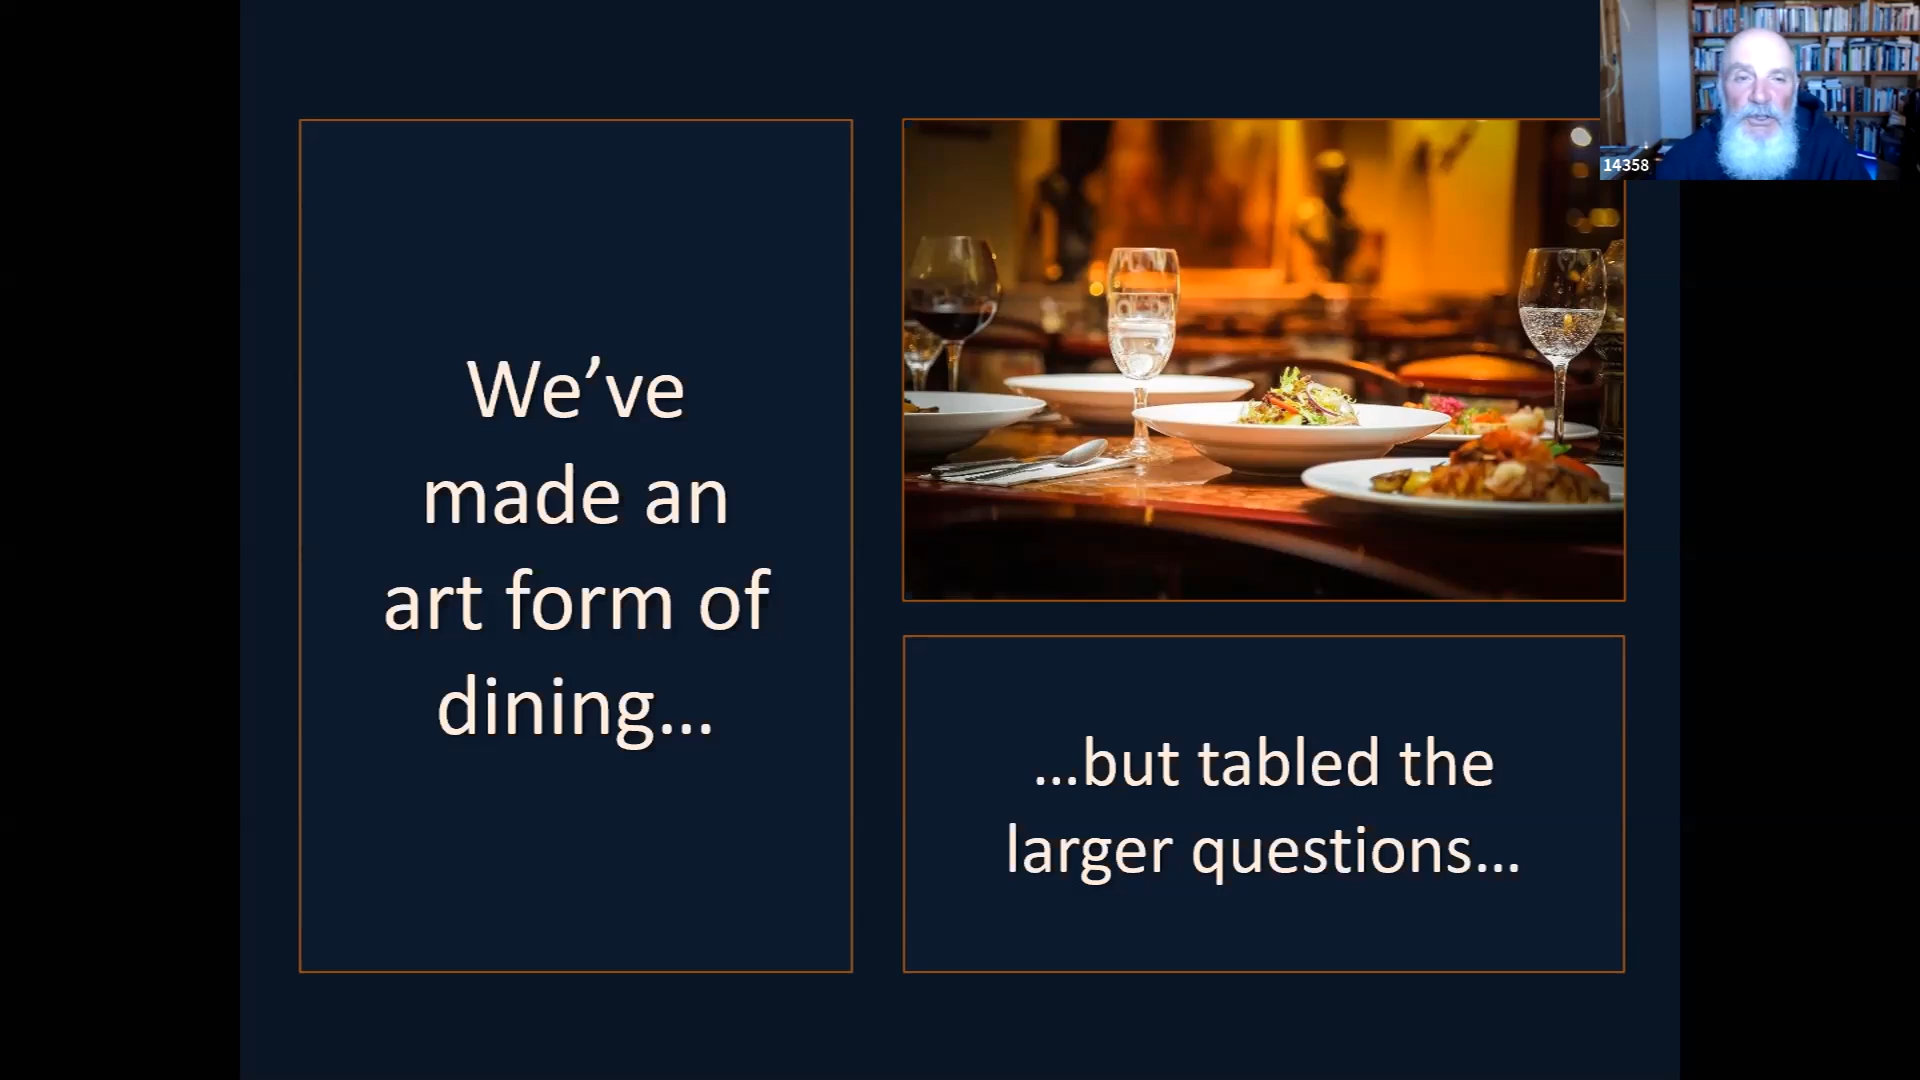 We’ve
made an
art form of
dining…
14358
…but tabled the
larger questions…